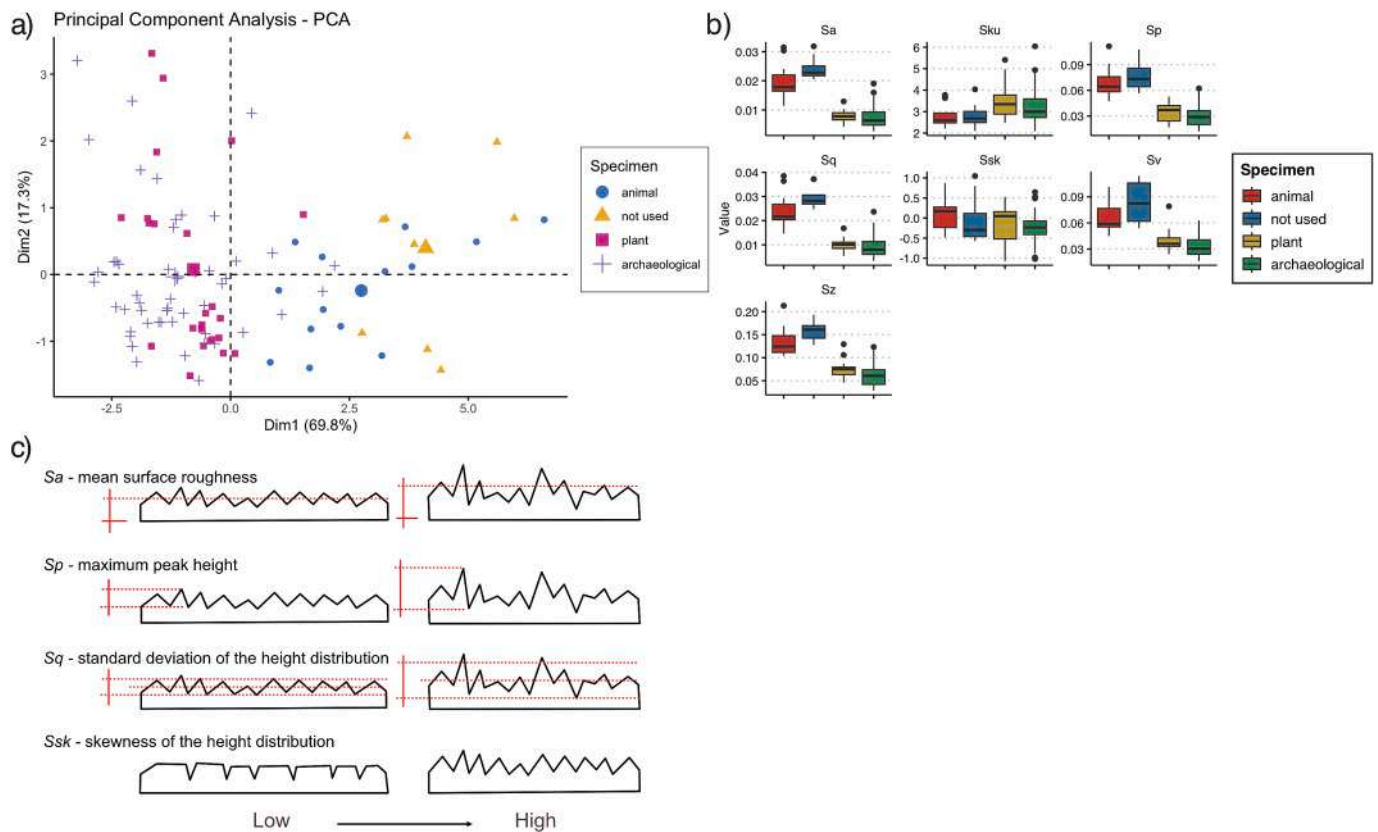 a)
Principal Component Analysis - PCA
3
2
1
0
-1
Dim2 (17.3%)
-2.5
0.0
2.5
5.0
Dim1 (69.8%)
Specimen
animal
not used
plant
archaeological
b)
Sa
0.03
0.02
0.01
Sku
6
5
4
3
2
Sp
0.09
0.06
0.03
Value
Sq
0.04
0.03
0.02
0.01
Ssk
1.0
0.5
0.0
-0.5
-1.0
Sv
0.09
0.06
0.03
Sz
0.20
0.15
0.10
0.05
Specimen
animal
not used
plant
archaeological
c)
Sa - mean surface roughness
Sp - maximum peak height
Sq - standard deviation of the height distribution
Ssk - skewness of the height distribution
Low
High